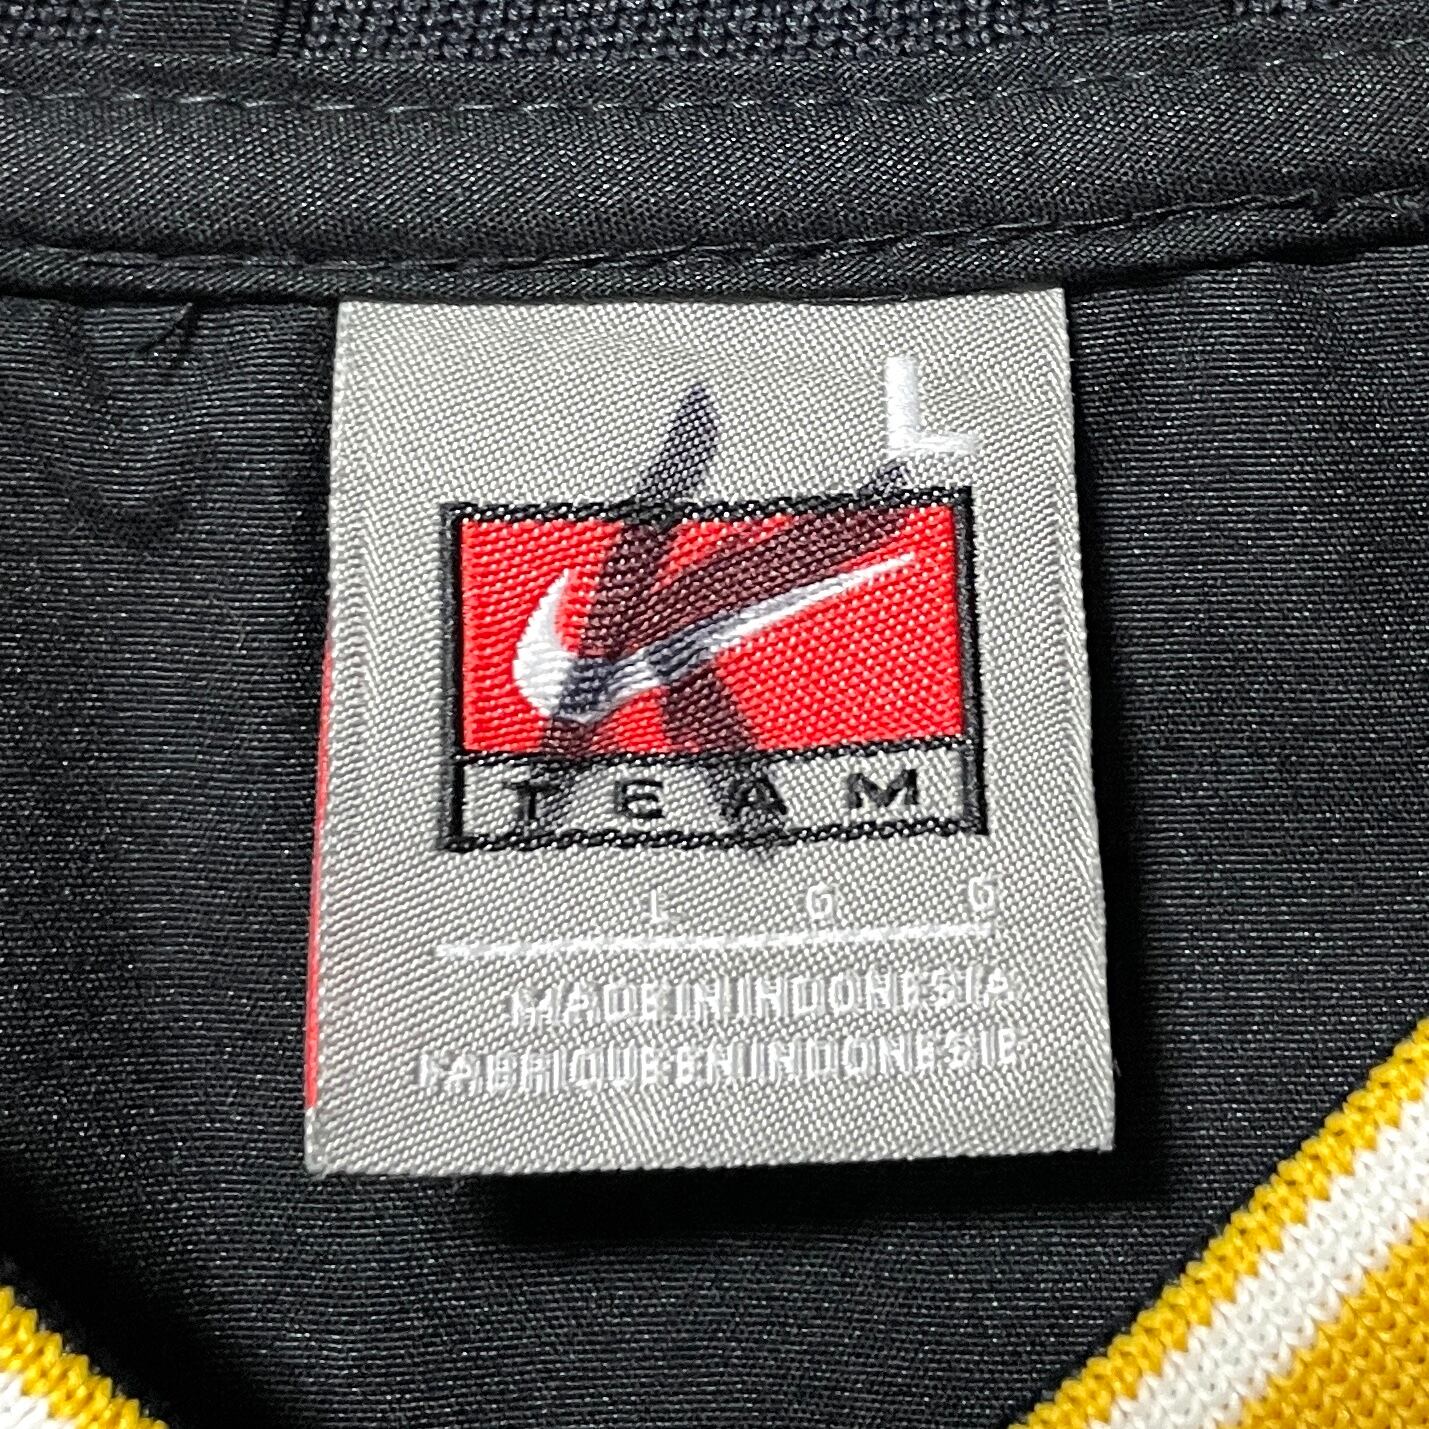 L
K
TEAM
L G G
MADE IN INDONESIA
FABRIQUE EN INDONESIE